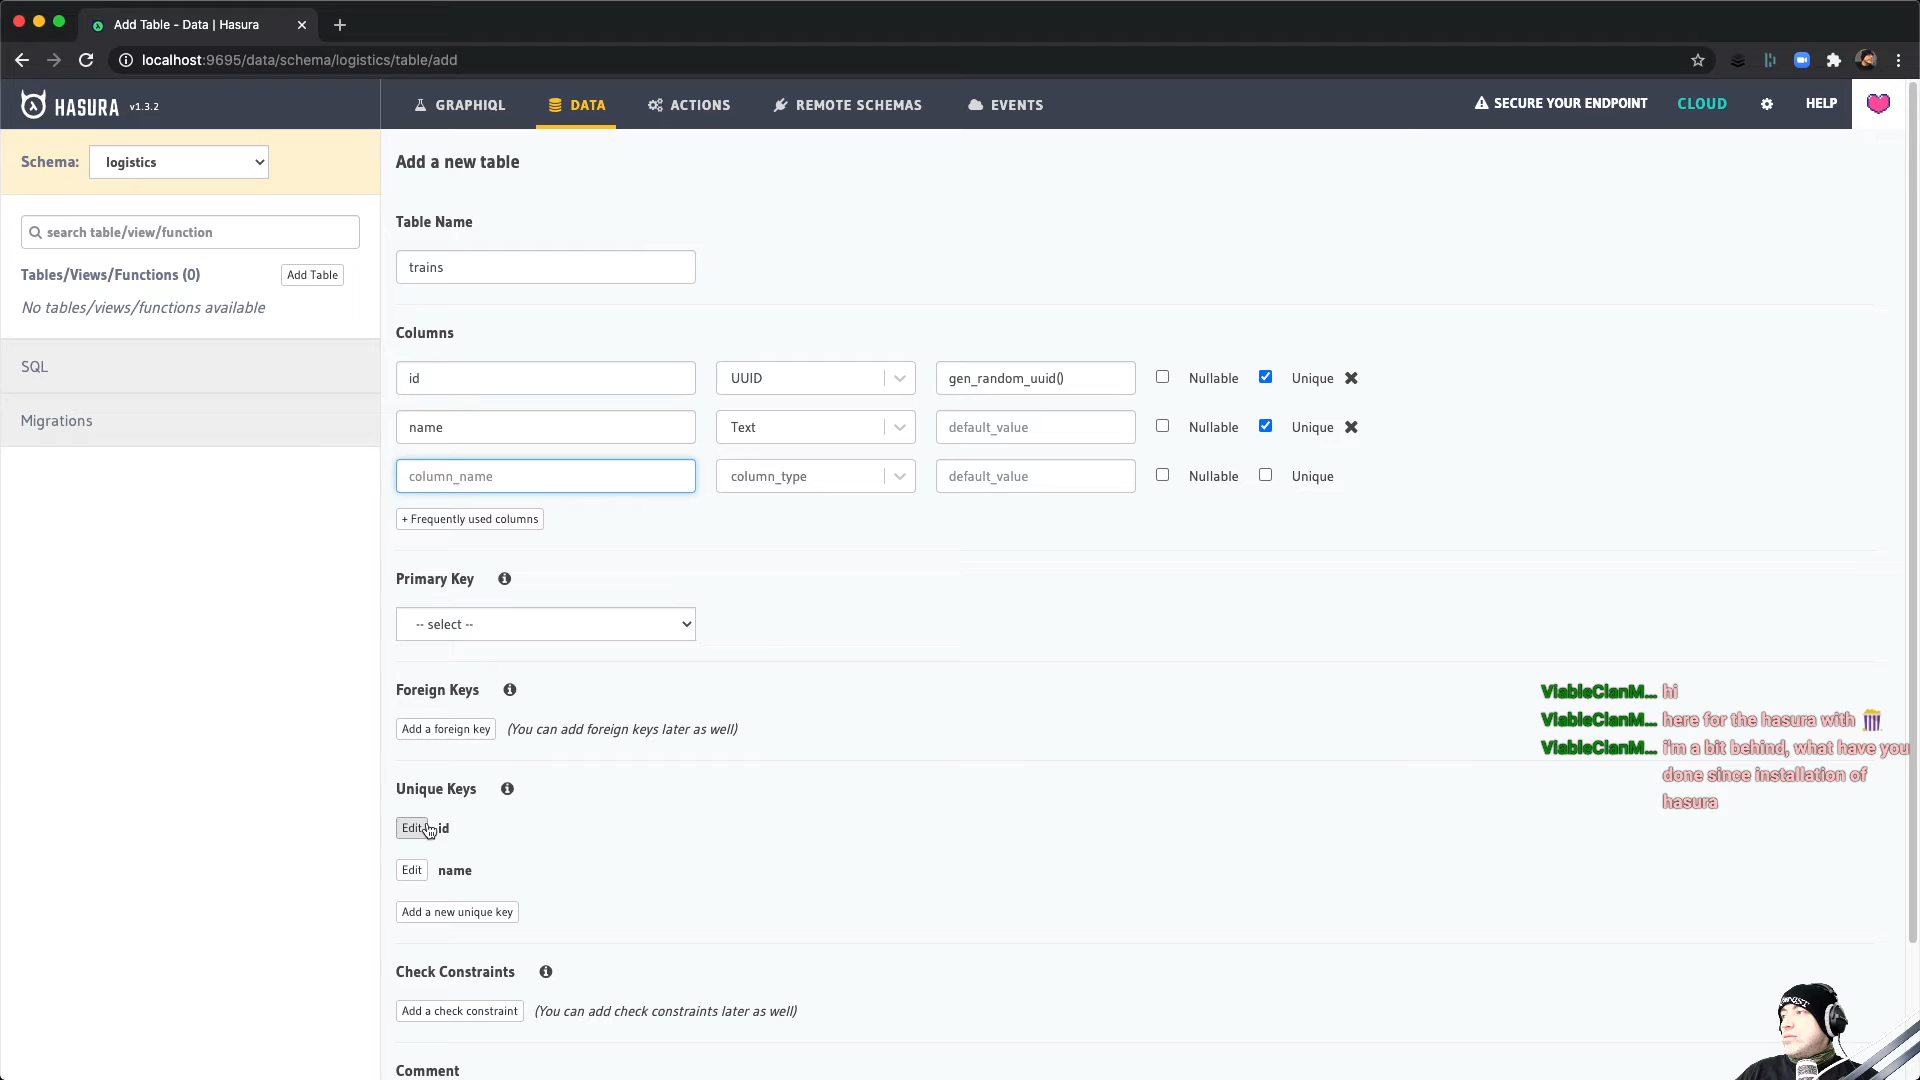 Add Table - Data | Hasura
localhost:9695/data/schema/logistics/table/add
HASURA v1.3.2
GRAPHIQL
DATA
ACTIONS
REMOTE SCHEMAS
EVENTS
SECURE YOUR ENDPOINT
CLOUD
HELP
Schema: logistics
search table/view/function
Tables/Views/Functions (0) Add Table
No tables/views/functions available
SQL
Migrations
Add a new table
Table Name
trains
Columns
id UUID gen_random_uuid() Nullable Unique
name Text default_value Nullable Unique
column_name column_type default_value Nullable Unique
+ Frequently used columns
Primary Key
-- select --
Foreign Keys
Add a foreign key (You can add foreign keys later as well)
Unique Keys
Edit id
Edit name
Add a new unique key
Check Constraints
Add a check constraint (You can add check constraints later as well)
Comment
ViableClanM... hi
ViableClanM... here for the hasura with
ViableClanM... i'm a bit behind, what have you
done since installation of
hasura